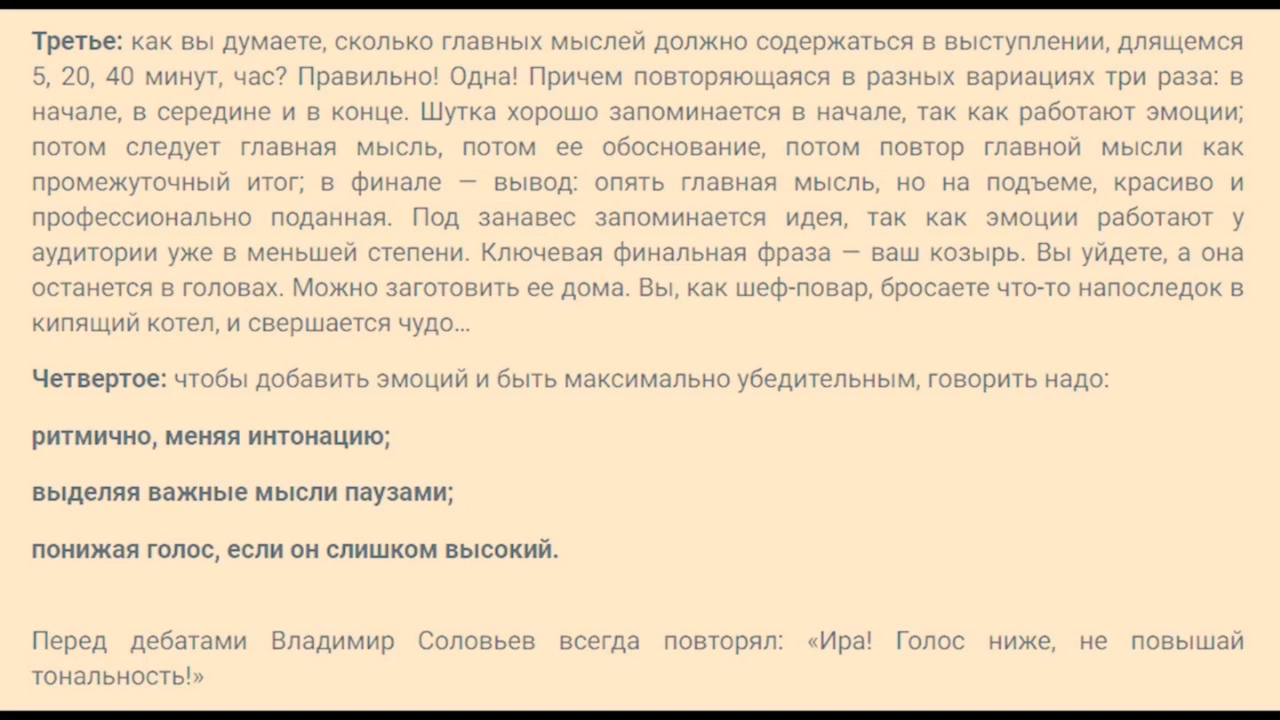 Третье: как вы думаете, сколько главных мыслей должно содержаться в выступлении, длящемся
5, 20, 40 минут, час? Правильно! Одна! Причем повторяющаяся в разных вариациях три раза: в
начале, в середине и в конце. Шутка хорошо запоминается в начале, так как работают эмоции;
потом следует главная мысль, потом ее обоснование, потом повтор главной мысли как
промежуточный итог; в финале — вывод: опять главная мысль, но на подъеме, красиво и
профессионально поданная. Под занавес запоминается идея, так как эмоции работают у
аудитории уже в меньшей степени. Ключевая финальная фраза — ваш козырь. Вы уйдете, а она
останется в головах. Можно заготовить ее дома. Вы, как шеф-повар, бросаете что-то напоследок в
кипящий котел, и свершается чудо…
Четвертое: чтобы добавить эмоций и быть максимально убедительным, говорить надо:
ритмично, меняя интонацию;
выделяя важные мысли паузами;
понижая голос, если он слишком высокий.
Перед дебатами Владимир Соловьев всегда повторял: «Ира! Голос ниже, не повышай
тональность!»